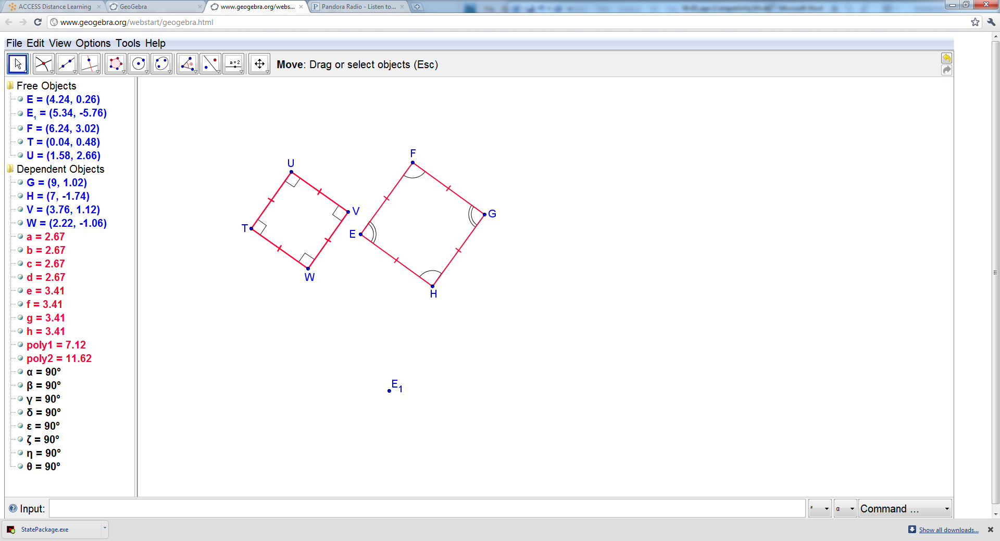 ACCESS Distance Learning GeoGebra www.geogebra.org/webs... Pandora Radio - Listen to...
www.geogebra.org/webstart/geogebra.html
File Edit View Options Tools Help
a=2 Move: Drag or select objects (Esc)
Free Objects
E = (4.24, 0.26)
E₁ = (5.34, -5.76)
F = (6.24, 3.02)
T = (0.04, 0.48)
U = (1.58, 2.66)
Dependent Objects
G = (9, 1.02)
H = (7, -1.74)
V = (3.76, 1.12)
W = (2.22, -1.06)
a = 2.67
b = 2.67
c = 2.67
d = 2.67
e = 3.41
f = 3.41
g = 3.41
h = 3.41
poly1 = 7.12
poly2 = 11.62
α = 90°
β = 90°
γ = 90°
δ = 90°
ε = 90°
ζ = 90°
η = 90°
θ = 90°
F
U
V
G
T
E
W
H
E₁
Input: ² α Command ...
StatePackage.exe Show all downloads...